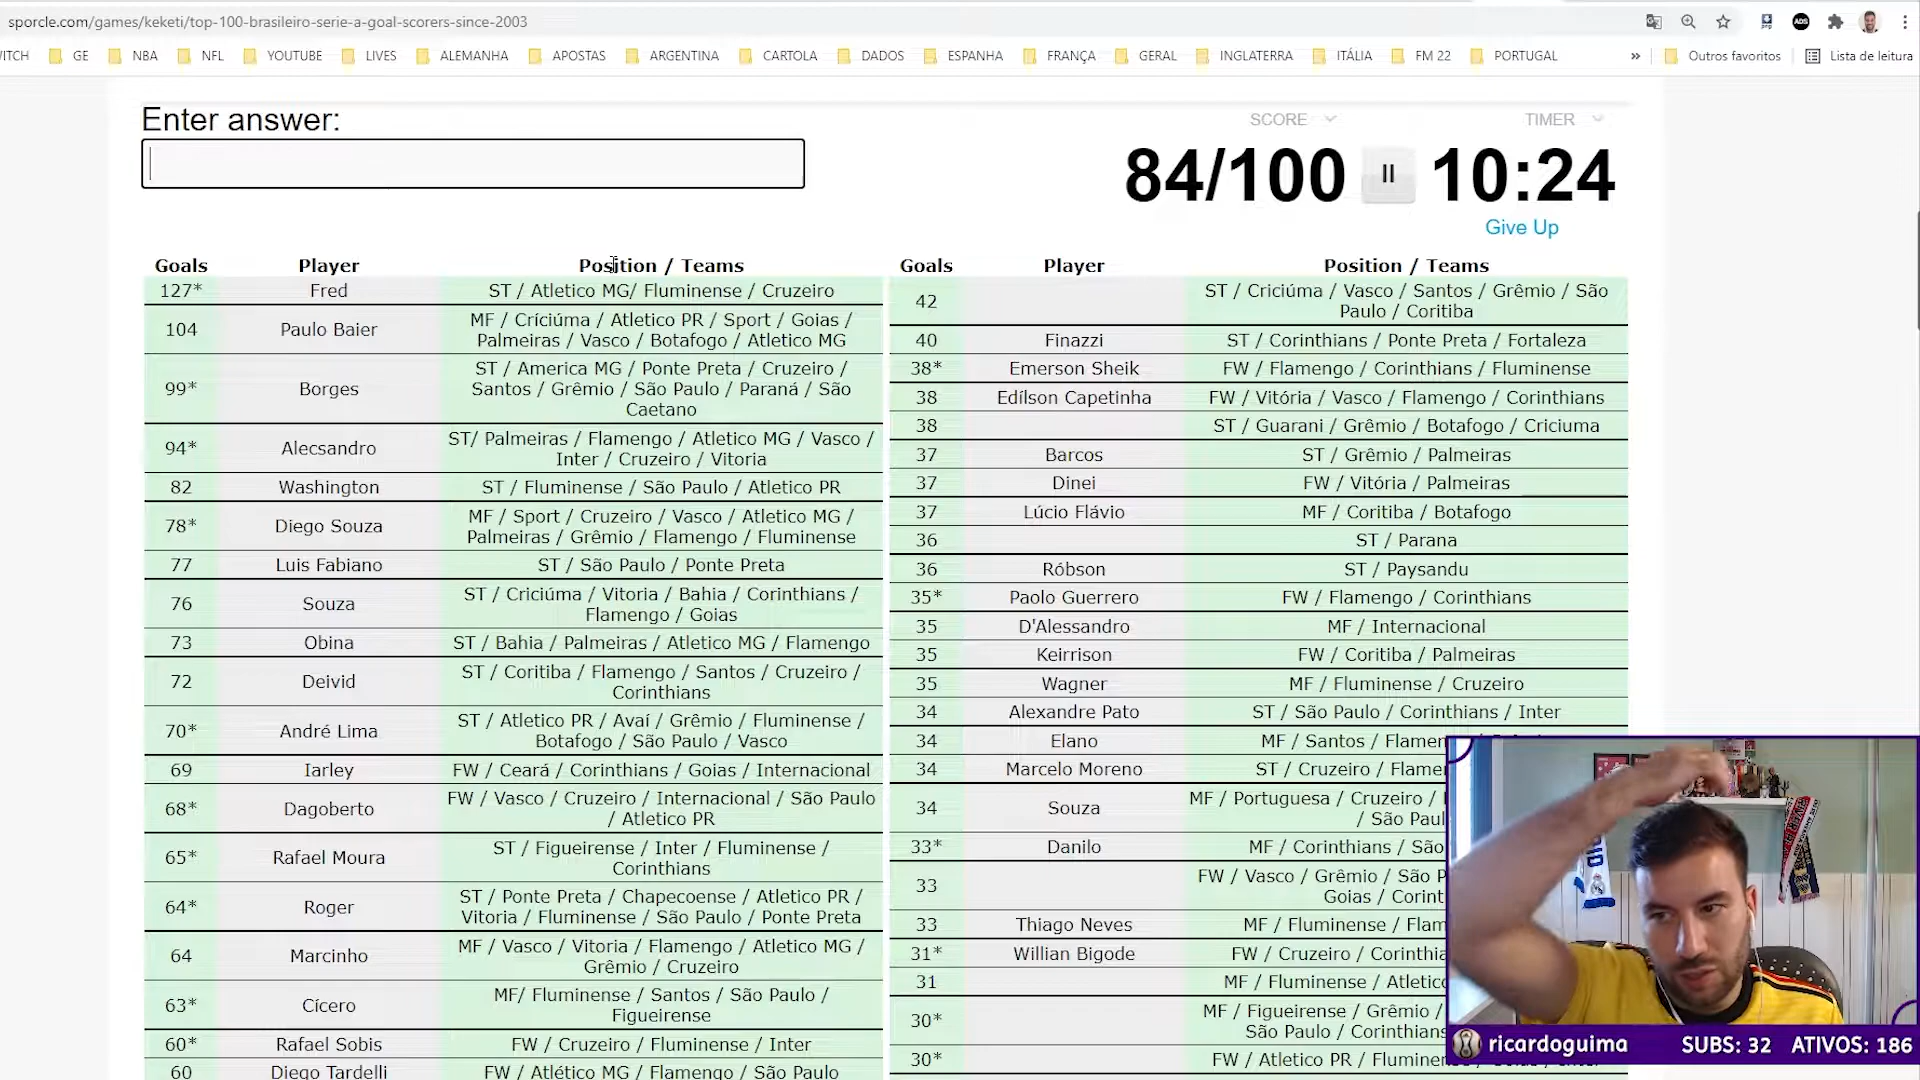 sporcle.com/games/keketi/top-100-brasileiro-serie-a-goal-scorers-since-2003
ITCH GE NBA NFL YOUTUBE LIVES ALEMANHA APOSTAS ARGENTINA CARTOLA DADOS ESPANHA FRANÇA GERAL INGLATERRA ITÁLIA FM 22 PORTUGAL » Outros favoritos Lista de leitura
Enter answer:
SCORE TIMER
84/100 10:24
Give Up
Goals Player Position / Teams
127* Fred ST / Atletico MG/ Fluminense / Cruzeiro
104 Paulo Baier MF / Críciúma / Atletico PR / Sport / Goias /
Palmeiras / Vasco / Botafogo / Atletico MG
99* Borges ST / America MG / Ponte Preta / Cruzeiro /
Santos / Grêmio / São Paulo / Paraná / São
Caetano
94* Alecsandro ST/ Palmeiras / Flamengo / Atletico MG / Vasco /
Inter / Cruzeiro / Vitoria
82 Washington ST / Fluminense / São Paulo / Atletico PR
78* Diego Souza MF / Sport / Cruzeiro / Vasco / Atletico MG /
Palmeiras / Grêmio / Flamengo / Fluminense
77 Luis Fabiano ST / São Paulo / Ponte Preta
76 Souza ST / Criciúma / Vitoria / Bahia / Corinthians /
Flamengo / Goias
73 Obina ST / Bahia / Palmeiras / Atletico MG / Flamengo
72 Deivid ST / Coritiba / Flamengo / Santos / Cruzeiro /
Corinthians
70* André Lima ST / Atletico PR / Avaí / Grêmio / Fluminense /
Botafogo / São Paulo / Vasco
69 Iarley FW / Ceará / Corinthians / Goias / Internacional
68* Dagoberto FW / Vasco / Cruzeiro / Internacional / São Paulo
/ Atletico PR
65* Rafael Moura ST / Figueirense / Inter / Fluminense /
Corinthians
64* Roger ST / Ponte Preta / Chapecoense / Atletico PR /
Vitoria / Fluminense / São Paulo / Ponte Preta
64 Marcinho MF / Vasco / Vitoria / Flamengo / Atletico MG /
Grêmio / Cruzeiro
63* Cícero MF/ Fluminense / Santos / São Paulo /
Figueirense
60* Rafael Sobis FW / Cruzeiro / Fluminense / Inter
60 Diego Tardelli FW / Atlético MG / Flamengo / São Paulo
Goals Player Position / Teams
42 ST / Criciúma / Vasco / Santos / Grêmio / São
Paulo / Coritiba
40 Finazzi ST / Corinthians / Ponte Preta / Fortaleza
38* Emerson Sheik FW / Flamengo / Corinthians / Fluminense
38 Edílson Capetinha FW / Vitória / Vasco / Flamengo / Corinthians
38 ST / Guarani / Grêmio / Botafogo / Criciuma
37 Barcos ST / Grêmio / Palmeiras
37 Dinei FW / Vitória / Palmeiras
37 Lúcio Flávio MF / Coritiba / Botafogo
36 ST / Parana
36 Róbson ST / Paysandu
35* Paolo Guerrero FW / Flamengo / Corinthians
35 D'Alessandro MF / Internacional
35 Keirrison FW / Coritiba / Palmeiras
35 Wagner MF / Fluminense / Cruzeiro
34 Alexandre Pato ST / São Paulo / Corinthians / Inter
34 Elano MF / Santos / Flamen
34 Marcelo Moreno ST / Cruzeiro / Flame
34 Souza MF / Portuguesa / Cruzeiro /
/ São Paul
33* Danilo MF / Corinthians / São
33 FW / Vasco / Grêmio / São P
Goias / Corint
33 Thiago Neves MF / Fluminense / Flam
31* Willian Bigode FW / Cruzeiro / Corinthia
31 MF / Fluminense / Atletic
30* MF / Figueirense / Grêmio /
São Paulo / Corinthians
30* FW / Atletico PR / Fluminen
ricardoguima SUBS: 32 ATIVOS: 186